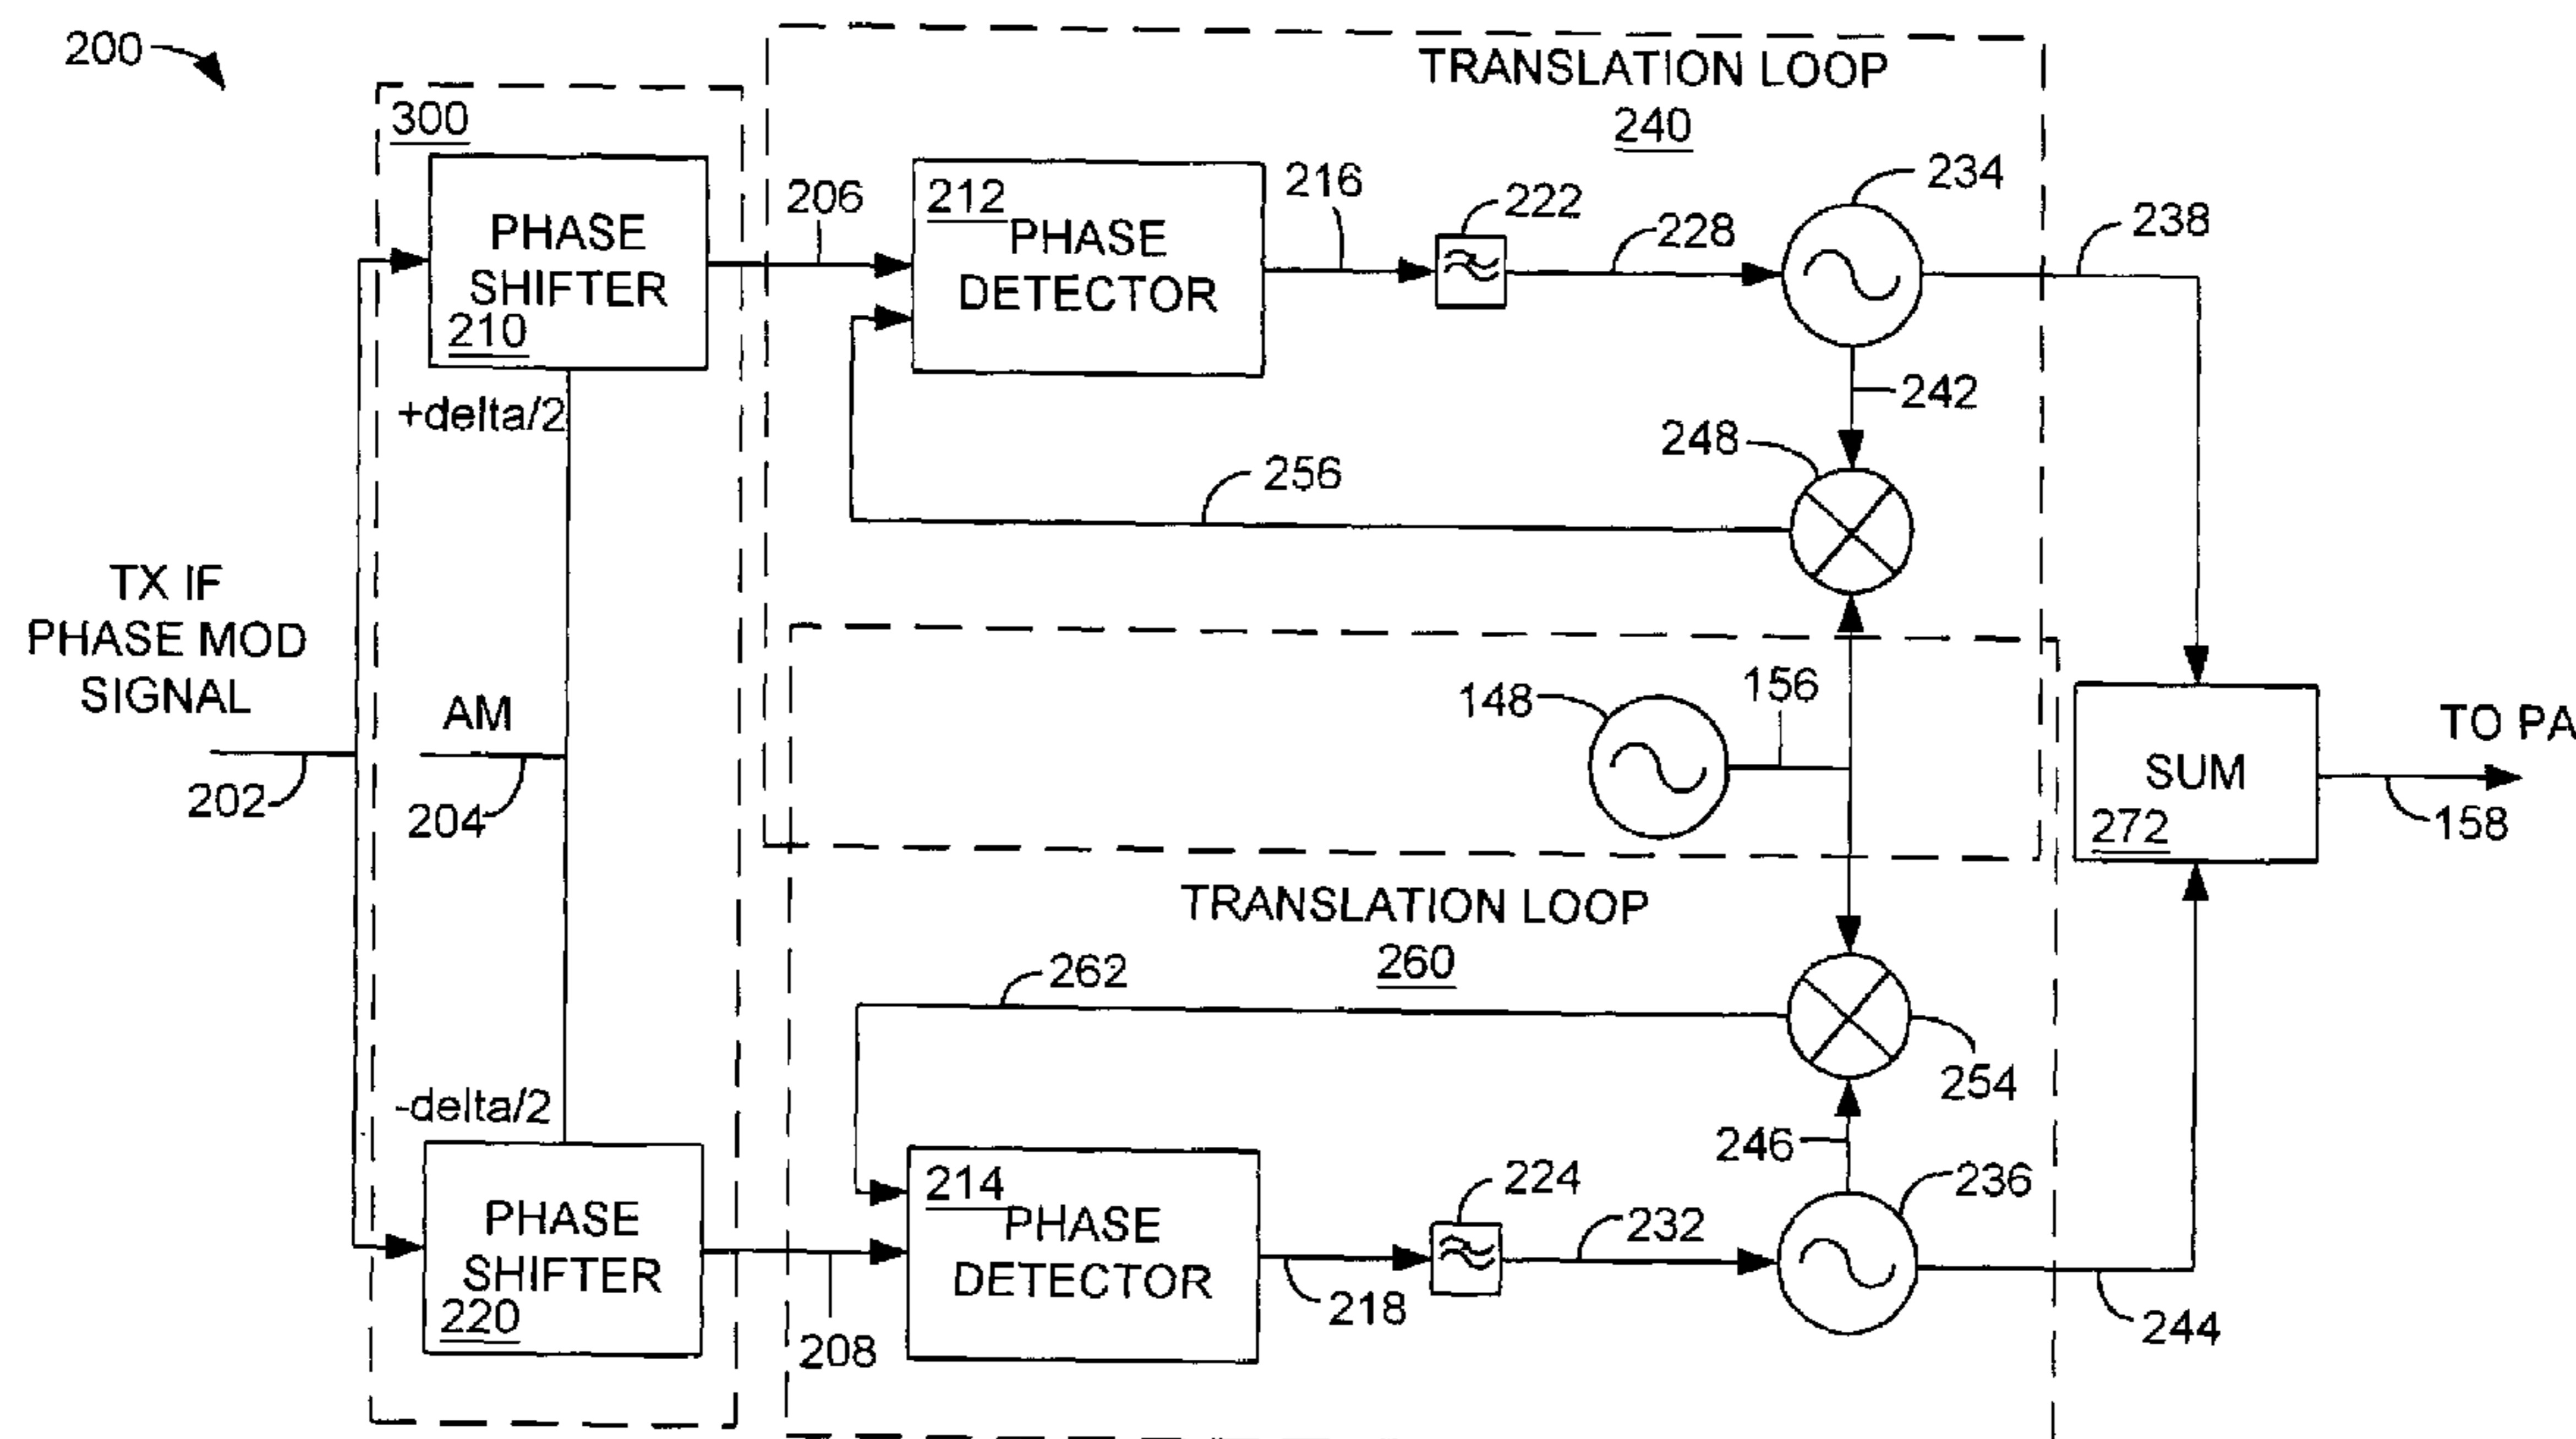 200
TRANSLATION LOOP
240
300
PHASE
SHIFTER
210
206
212
PHASE
DETECTOR
216
222
228
234
238
+delta/2
242
248
256
TX IF
PHASE MOD
SIGNAL
202
AM
204
148
156
TO PA
SUM
272
158
TRANSLATION LOOP
260
262
254
-delta/2
246
PHASE
SHIFTER
220
208
214
PHASE
DETECTOR
218
224
232
236
244